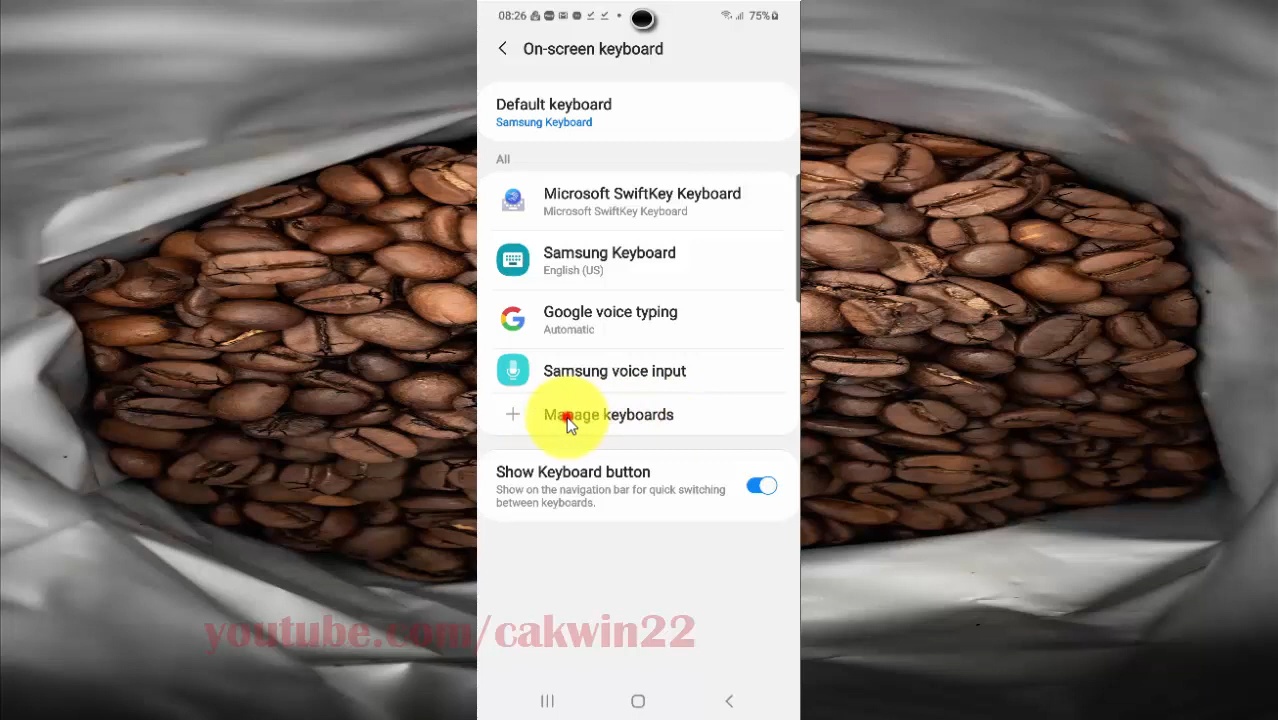 08:26
75%
On-screen keyboard
Default keyboard
Samsung Keyboard
All
Microsoft SwiftKey Keyboard
Microsoft SwiftKey Keyboard
Samsung Keyboard
English (US)
Google voice typing
Automatic
Samsung voice input
Manage keyboards
Show Keyboard button
Show on the navigation bar for quick switching
between keyboards.
youtube.com/cakwin22